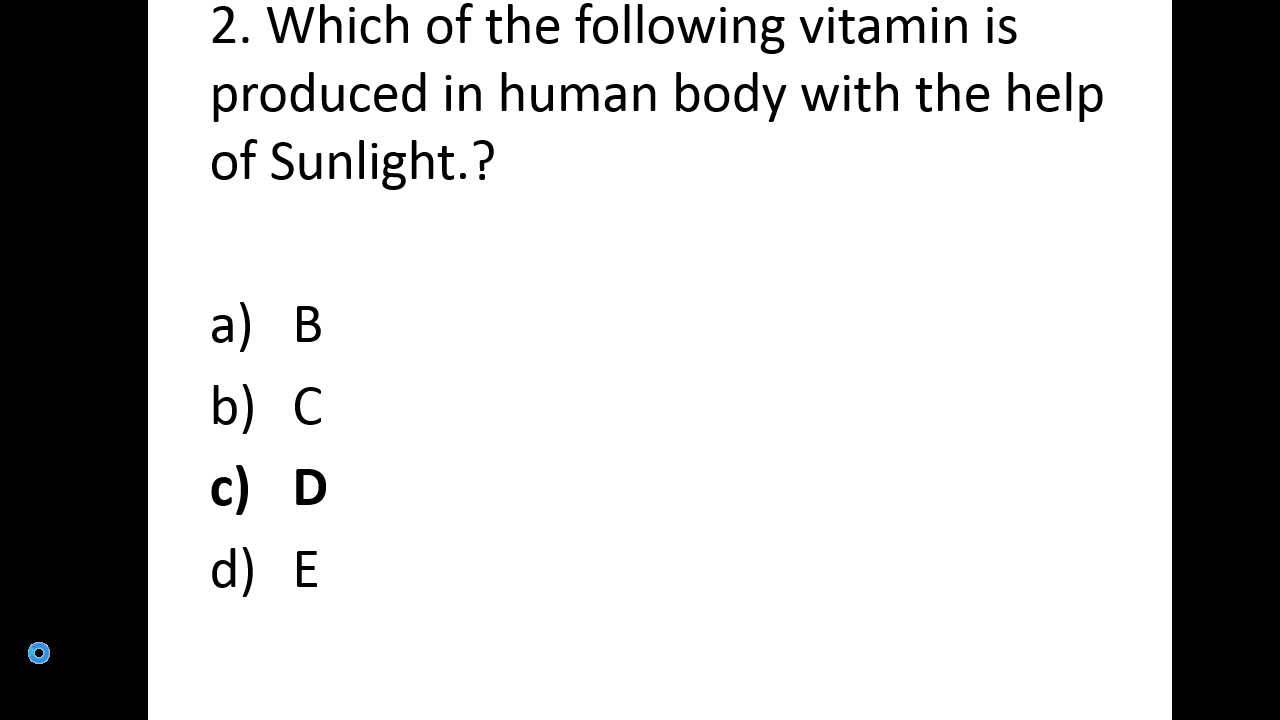 2. Which of the following vitamin is
produced in human body with the help
of Sunlight.?
a) B
b) C
c) D
d) E